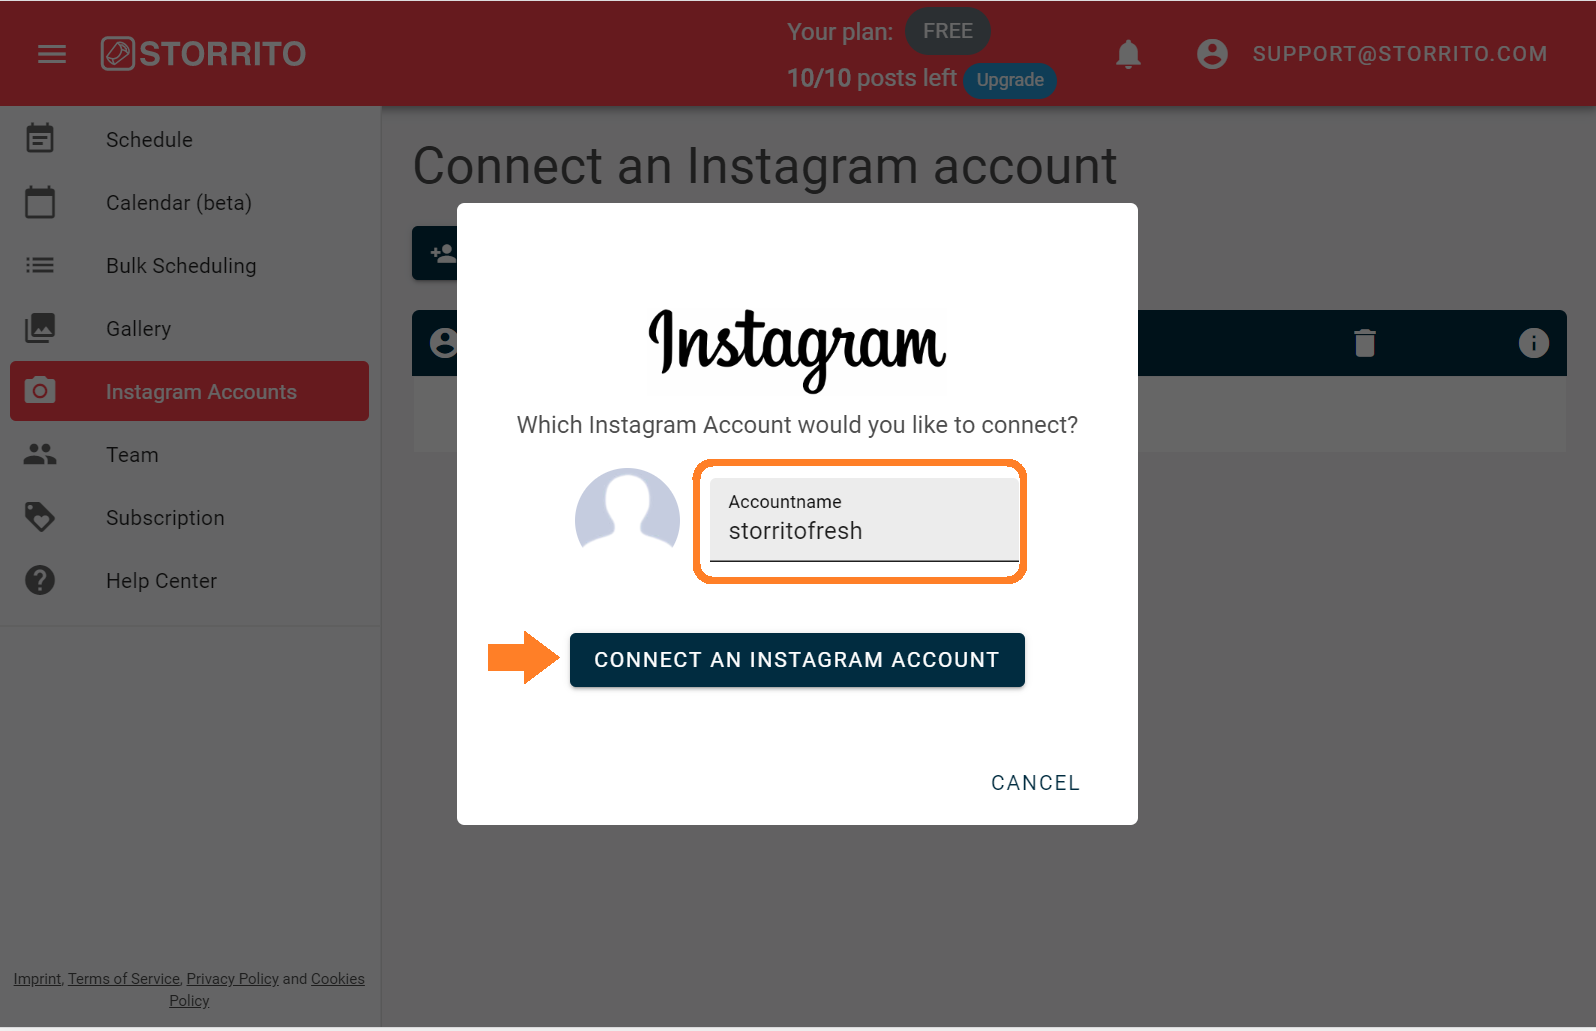 STORRITO
Your plan: FREE
10/10 posts left Upgrade
SUPPORT@STORRITO.COM
Schedule
Calendar (beta)
Bulk Scheduling
Gallery
Instagram Accounts
Team
Subscription
Help Center
Imprint, Terms of Service, Privacy Policy and Cookies
Policy
Connect an Instagram account
Instagram
Which Instagram Account would you like to connect?
Accountname
storritofresh
CONNECT AN INSTAGRAM ACCOUNT
CANCEL